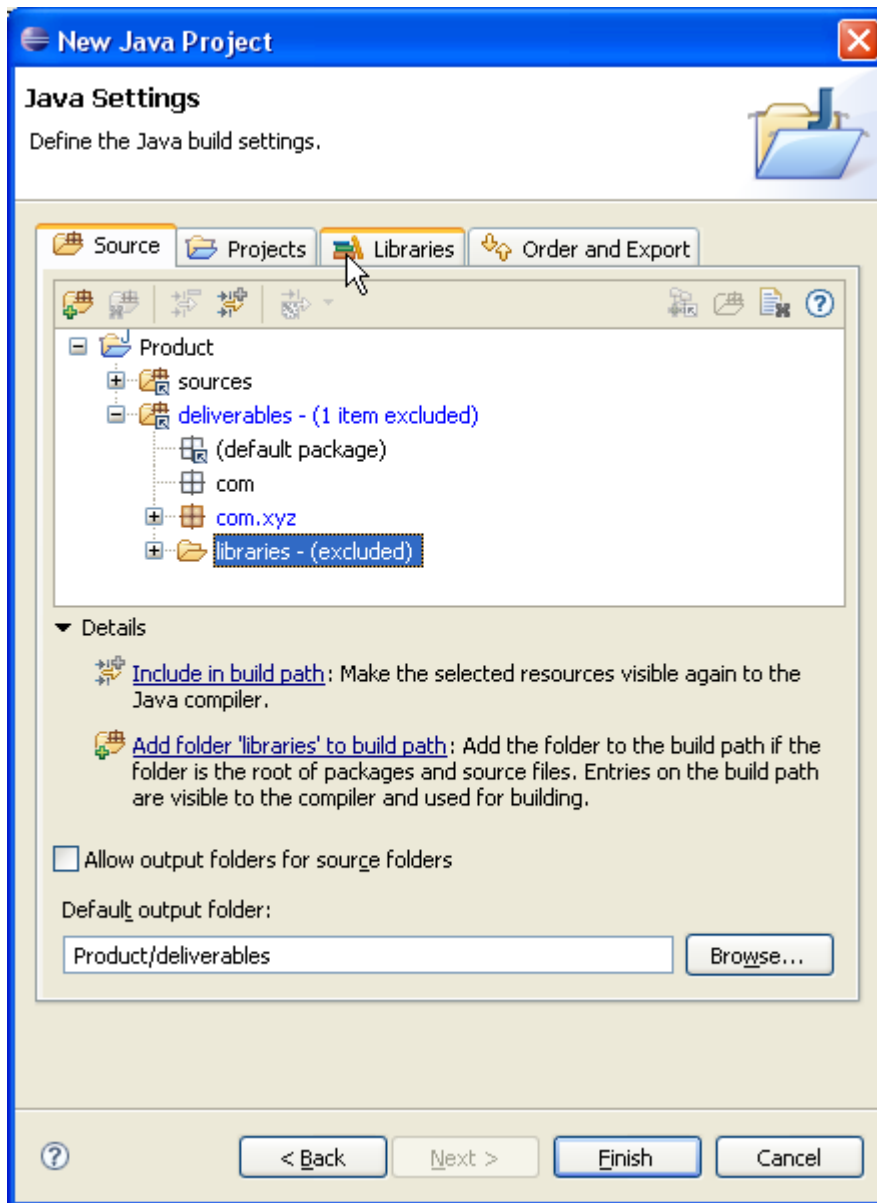 New Java Project
Java Settings
Define the Java build settings.
Source Projects Libraries Order and Export
Product
sources
deliverables - (1 item excluded)
(default package)
com
com.xyz
libraries - (excluded)
Details
Include in build path: Make the selected resources visible again to the
Java compiler.
Add folder 'libraries' to build path: Add the folder to the build path if the
folder is the root of packages and source files. Entries on the build path
are visible to the compiler and used for building.
Allow output folders for source folders
Default output folder:
Product/deliverables Browse...
< Back Next > Finish Cancel